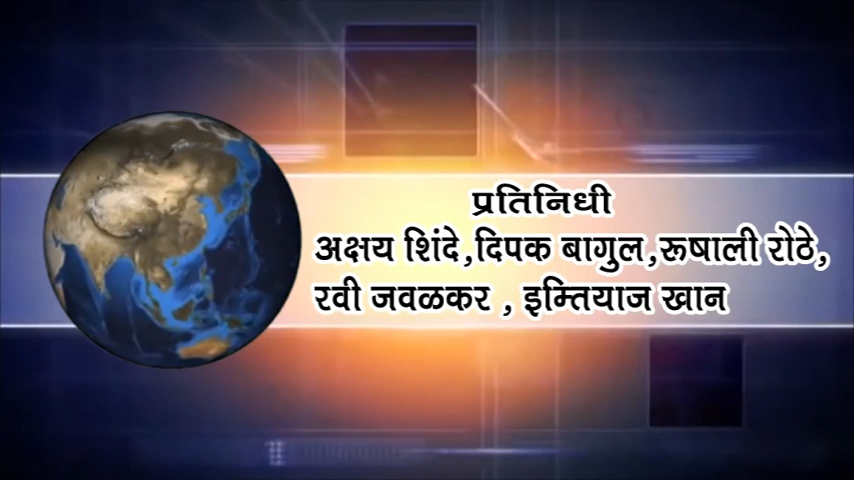 प्रतिनिधी
अक्षय शिंदे,दिपक बागुल,रूषाली रोठे,
रवी जवळकर , इम्तियाज खान